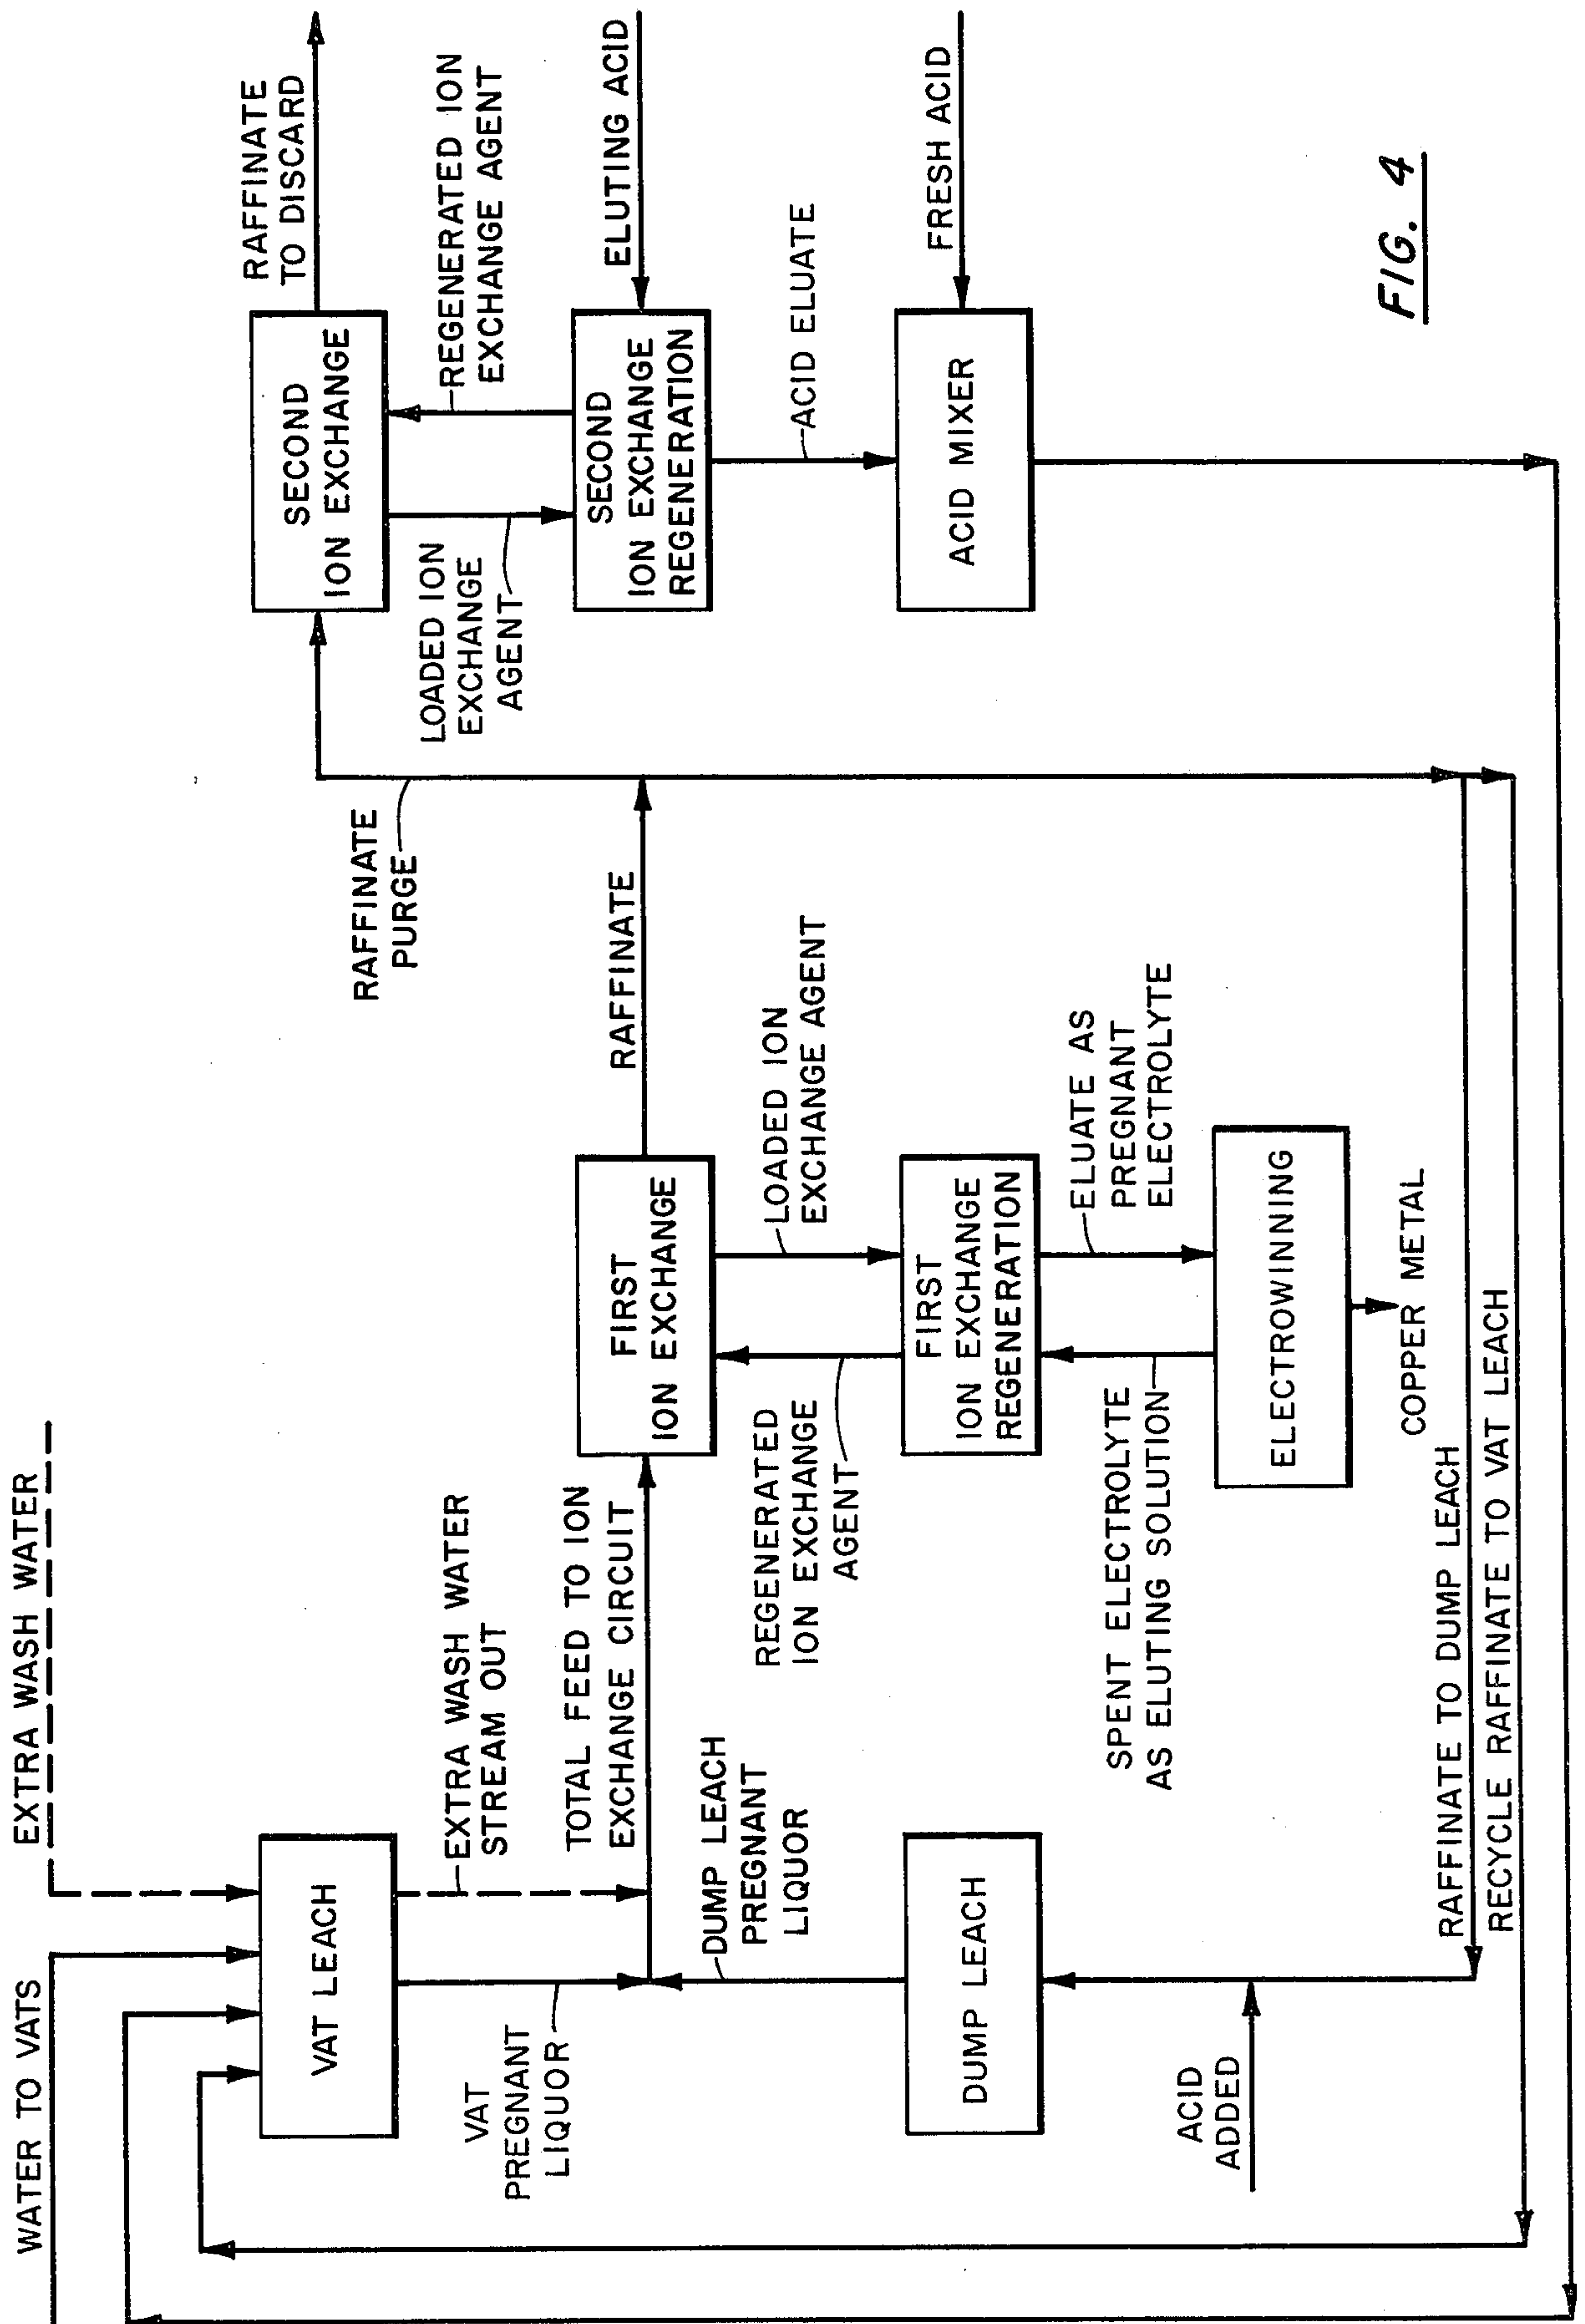 EXTRA WASH WATER
WATER TO VATS
VAT LEACH
EXTRA WASH WATER
STREAM OUT
VAT
PREGNANT
LIQUOR
TOTAL FEED TO ION
EXCHANGE CIRCUIT
DUMP LEACH
PREGNANT
LIQUOR
DUMP LEACH
ACID
ADDED
FIRST
ION EXCHANGE
RAFFINATE
RAFFINATE
PURGE
REGENERATED
ION EXCHANGE
AGENT
LOADED ION
EXCHANGE AGENT
FIRST
ION EXCHANGE
REGENERATION
SPENT ELECTROLYTE
AS ELUTING SOLUTION
ELUATE AS
PREGNANT
ELECTROLYTE
ELECTROWINNING
COPPER METAL
RAFFINATE TO DUMP LEACH
RECYCLE RAFFINATE TO VAT LEACH
SECOND
ION EXCHANGE
RAFFINATE
TO DISCARD
LOADED ION
EXCHANGE
AGENT
REGENERATED ION
EXCHANGE AGENT
SECOND
ION EXCHANGE
REGENERATION
ELUTING ACID
ACID ELUATE
ACID MIXER
FRESH ACID
FIG. 4